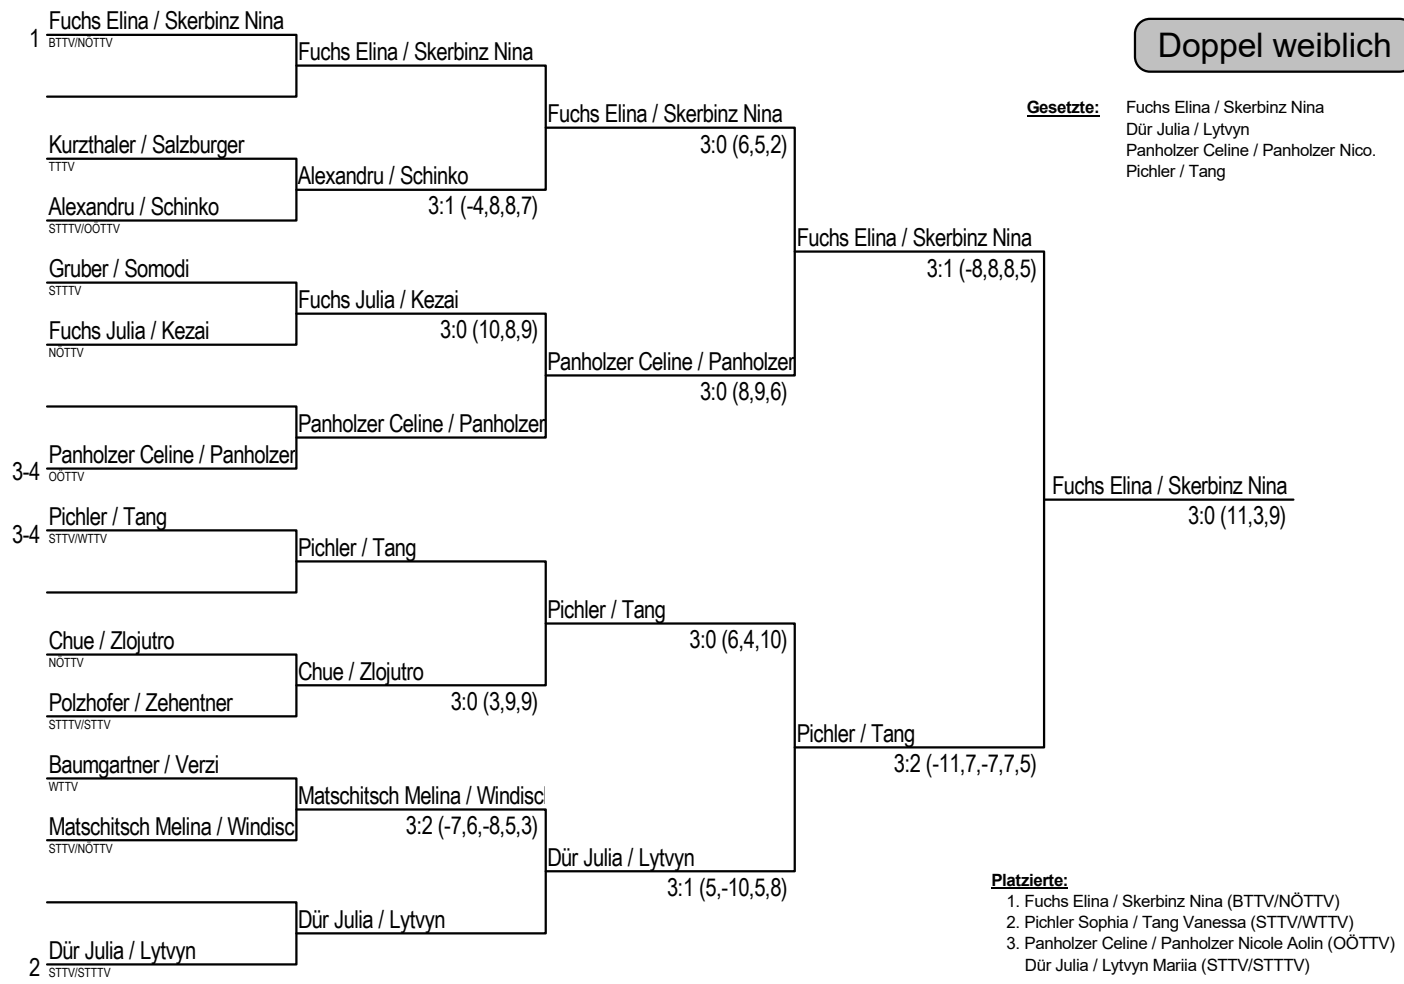 Doppel weiblich
Gesetzte: Fuchs Elina / Skerbinz Nina
Dür Julia / Lytvyn
Panholzer Celine / Panholzer Nico.
Pichler / Tang
1 Fuchs Elina / Skerbinz Nina
BTTV/NÖTTV
Kurzthaler / Salzburger
TTTV
Alexandru / Schinko
STTTV/OÖTTV
Gruber / Somodi
STTTV
Fuchs Julia / Kezai
NÖTTV
3-4 Panholzer Celine / Panholzer
OÖTTV
3-4 Pichler / Tang
STTV/WTTV
Chue / Zlojutro
NÖTTV
Polzhofer / Zehentner
STTTV/STTV
Baumgartner / Verzi
WTTV
Matschitsch Melina / Windisc
STTV/NÖTTV
2 Dür Julia / Lytvyn
STTV/STTTV
Fuchs Elina / Skerbinz Nina
Alexandru / Schinko
3:1 (-4,8,8,7)
Fuchs Julia / Kezai
3:0 (10,8,9)
Panholzer Celine / Panholzer
Pichler / Tang
Chue / Zlojutro
3:0 (3,9,9)
Matschitsch Melina / Windisc
3:2 (-7,6,-8,5,3)
Dür Julia / Lytvyn
Fuchs Elina / Skerbinz Nina
3:0 (6,5,2)
Panholzer Celine / Panholzer
3:0 (8,9,6)
Pichler / Tang
3:0 (6,4,10)
Dür Julia / Lytvyn
3:1 (5,-10,5,8)
Fuchs Elina / Skerbinz Nina
3:1 (-8,8,8,5)
Pichler / Tang
3:2 (-11,7,-7,7,5)
Fuchs Elina / Skerbinz Nina
3:0 (11,3,9)
Platzierte:
1. Fuchs Elina / Skerbinz Nina (BTTV/NÖTTV)
2. Pichler Sophia / Tang Vanessa (STTV/WTTV)
3. Panholzer Celine / Panholzer Nicole Aolin (OÖTTV)
Dür Julia / Lytvyn Mariia (STTV/STTTV)